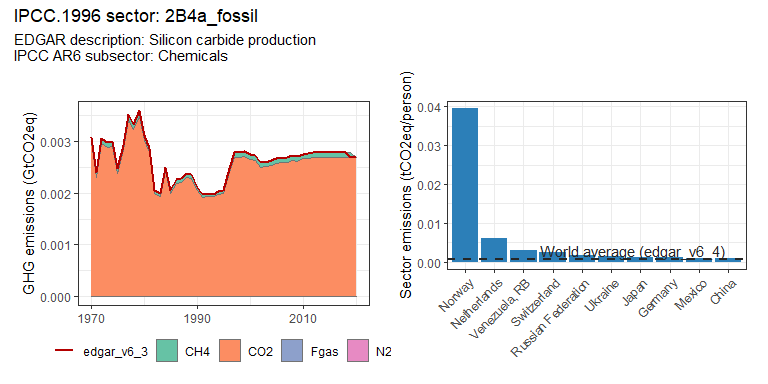 IPCC.1996 sector: 2B4a_fossil
EDGAR description: Silicon carbide production
IPCC AR6 subsector: Chemicals
GHG emissions (GtCO2eq)
0.003
0.002
0.001
0.000
1970
1990
2010
edgar_v6_3
CH4
CO2
Fgas
N2
Sector emissions (tCO2eq/person)
0.04
0.03
0.02
0.01
0.00
World average (edgar_v6_4)
Norway
Netherlands
Venezuela, RB
Switzerland
Russian Federation
Ukraine
Japan
Germany
Mexico
China